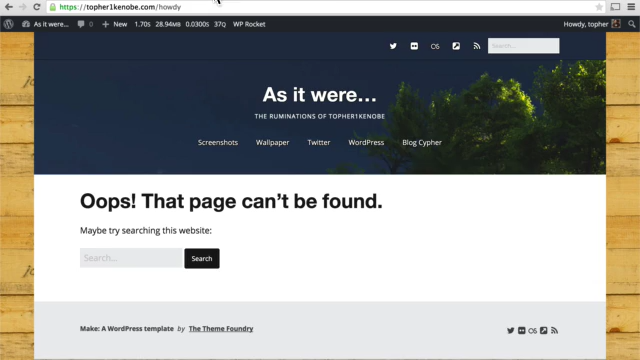 https://topher1kenobe.com/howdy
As it were... 0 New 1.70s 28.94MB 0.0300s 37Q WP Rocket Howdy, topher
Search...
As it were...
THE RUMINATIONS OF TOPHER1KENOBE
Screenshots Wallpaper Twitter WordPress Blog Cypher
Oops! That page can't be found.
Maybe try searching this website:
Search... Search
Make: A WordPress template by The Theme Foundry